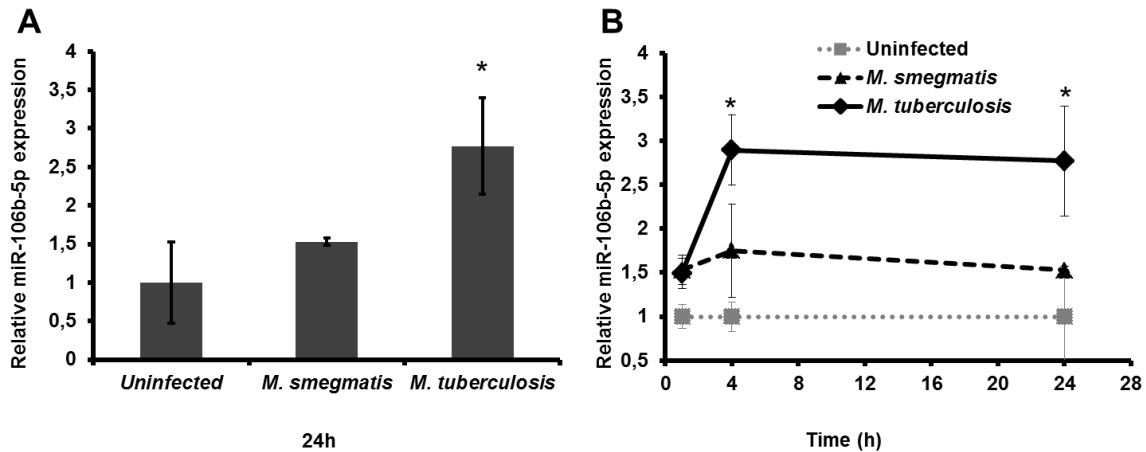 A
Relative miR-106b-5p expression
4
3,5
3
2,5
2
1,5
1
0,5
0
*
Uninfected
M. smegmatis
M. tuberculosis
24h
B
Relative miR-106b-5p expression
4
3,5
3
2,5
2
1,5
1
0,5
Uninfected
M. smegmatis
M. tuberculosis
*
*
0
4
8
12
16
20
24
28
Time (h)